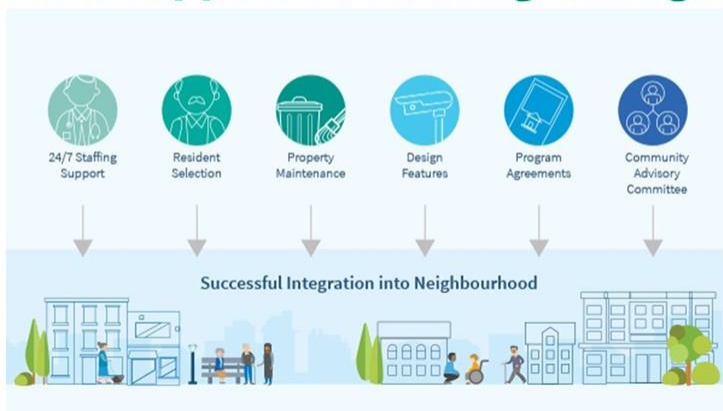 24/7 Staffing
Support
Resident
Selection
Property
Maintenance
Design
Features
Program
Agreements
Community
Advisory
Committee
Successful Integration into Neighbourhood